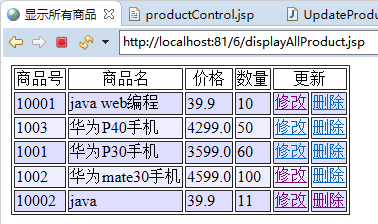 显示所有商品 productControl.jsp UpdateProdu
http://localhost:81/6/displayAllProduct.jsp
商品号 商品名 价格 数量 更新
10001 java web编程 39.9 10 修改 删除
1003 华为P40手机 4299.0 50 修改 删除
1001 华为P30手机 3599.0 60 修改 删除
1002 华为mate30手机 4599.0 100 修改 删除
10002 java 39.9 11 修改 删除